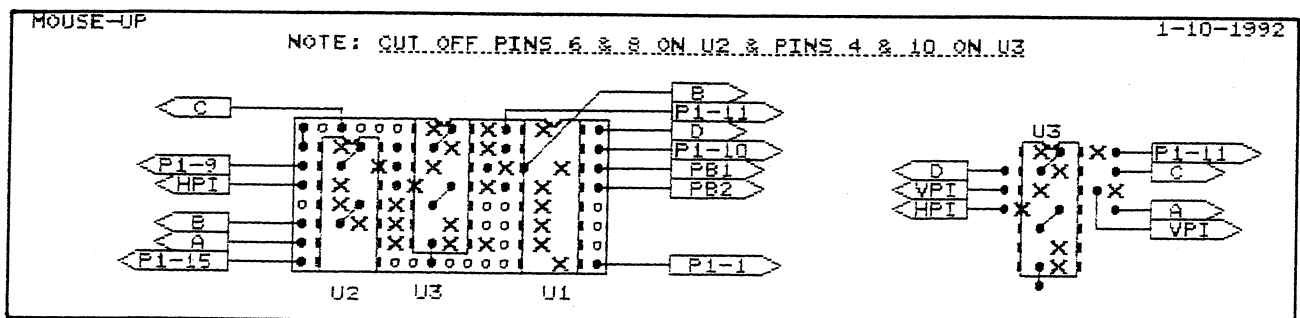 MOUSE-UP
1-10-1992
NOTE: CUT OFF PINS 6 & 8 ON U2 & PINS 4 & 10 ON U3
C
P1-9
HPI
B
A
P1-15
B
P1-11
D
P1-10
PB1
PB2
P1-1
U2
U3
U1
U3
D
VPI
HPI
P1-11
C
A
VPI